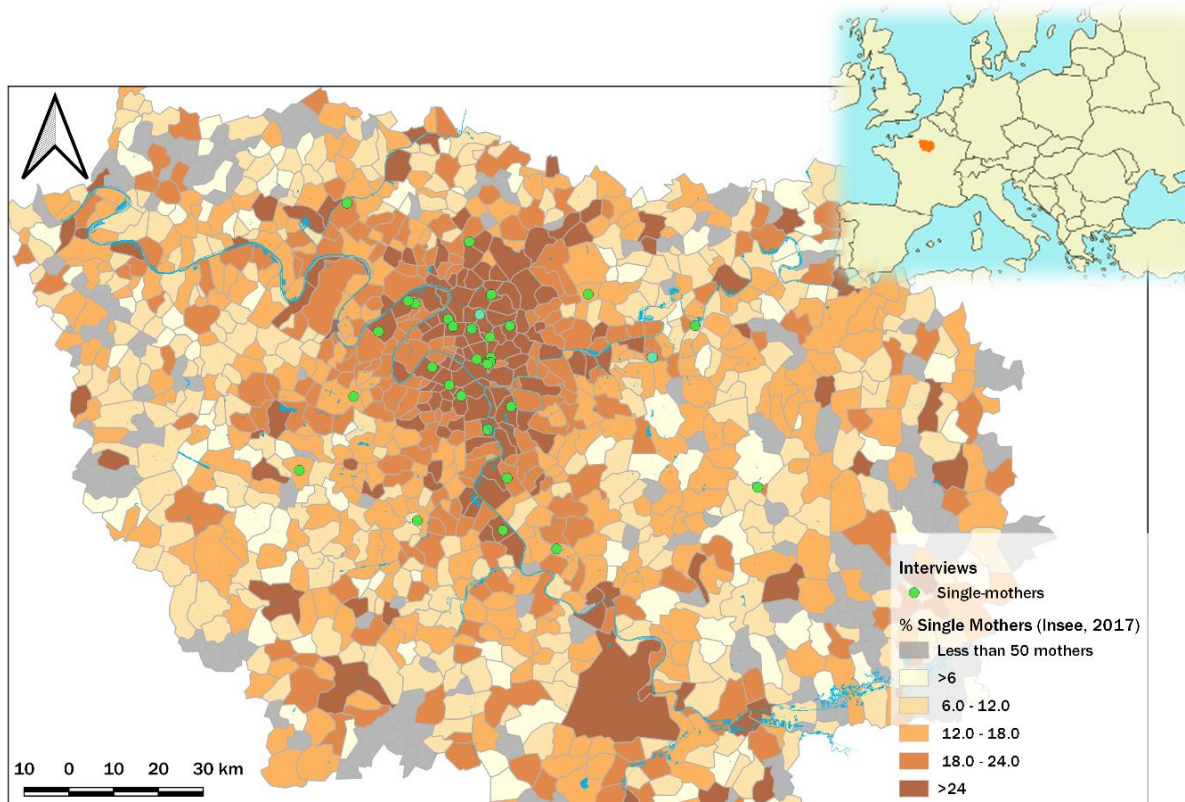 Interviews
Single-mothers
% Single Mothers (Insee, 2017)
Less than 50 mothers
>6
6.0 - 12.0
12.0 - 18.0
18.0 - 24.0
>24
10 0 10 20 30 km